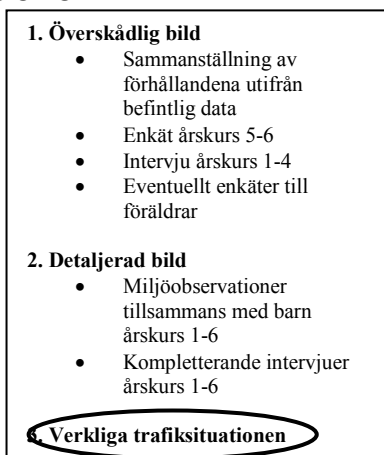 1. Överskådlig bild
• Sammanställning av
förhållandena utifrån
befintlig data
• Enkät årskurs 5-6
• Intervju årskurs 1-4
• Eventuellt enkäter till
föräldrar
2. Detaljerad bild
• Miljöobservationer
tillsammans med barn
årskurs 1-6
• Kompletterande intervjuer
årskurs 1-6
3. Verkliga trafiksituationen